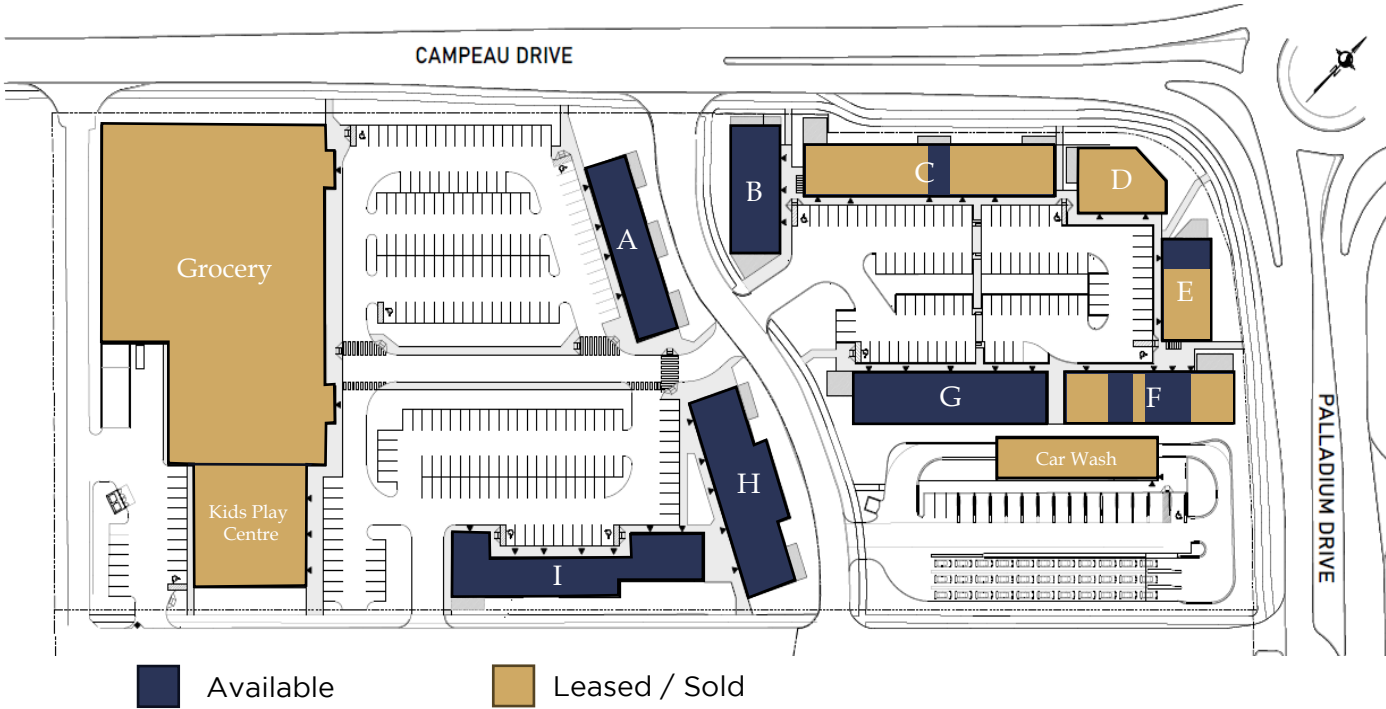 CAMPEAU DRIVE
B
C
D
A
Grocery
E
G
F
PALLADIUM DRIVE
Car Wash
H
Kids Play
Centre
I
Available
Leased / Sold